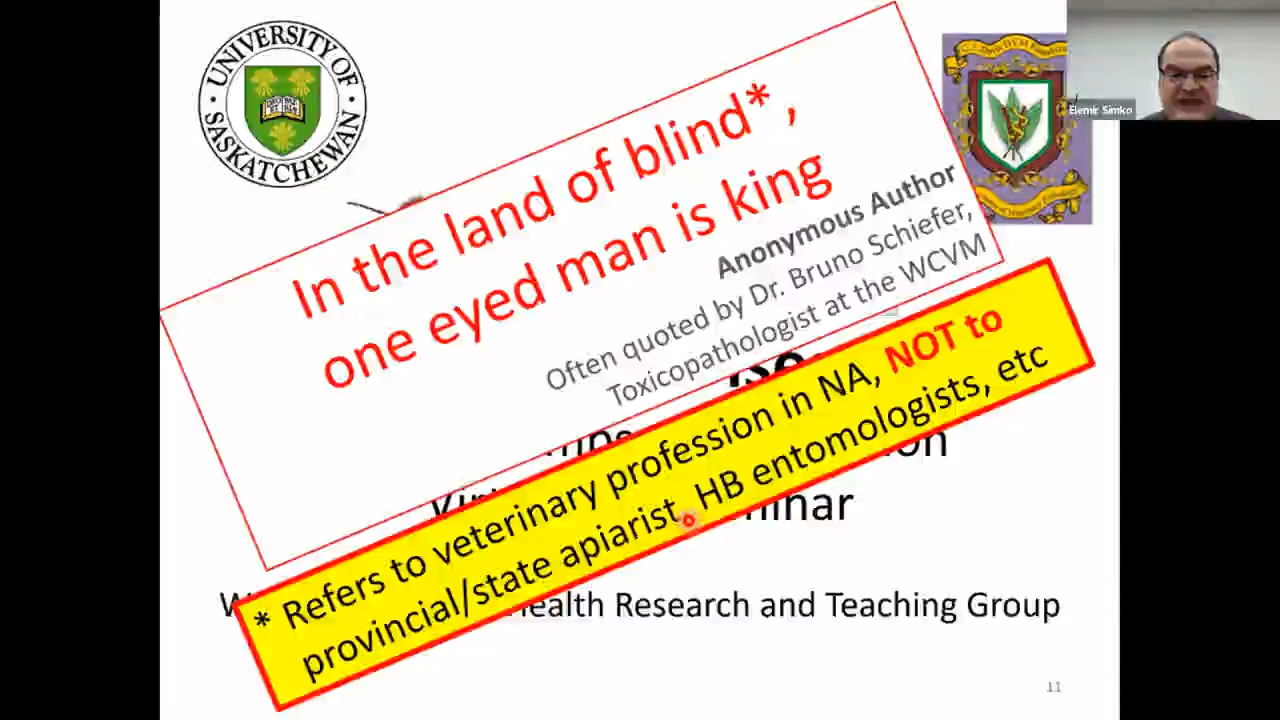 UNIVERSITY OF
SASKATCHEWAN
Elemir Simko
In the land of blind*,
one eyed man is king
Anonymous Author
Often quoted by Dr. Bruno Schiefer,
Toxicopathologist at the WCVM
* Refers to veterinary profession in NA, NOT to
provincial/state apiarist, HB entomologists, etc
Health Research and Teaching Group
11